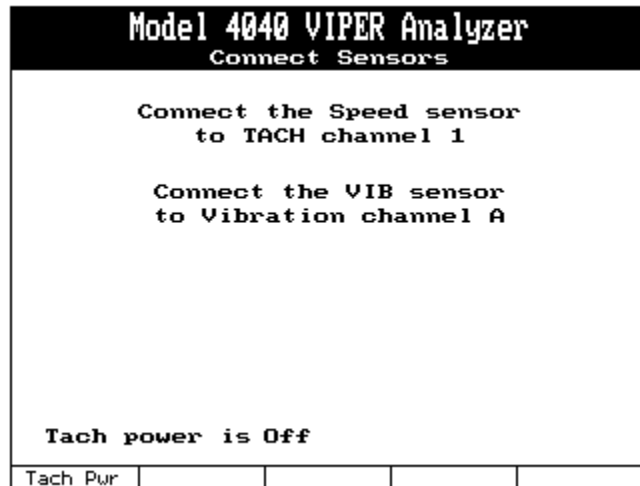 Model 4040 VIPER Analyzer
Connect Sensors
Connect the Speed sensor
to TACH channel 1
Connect the VIB sensor
to Vibration channel A
Tach power is Off
Tach Pwr